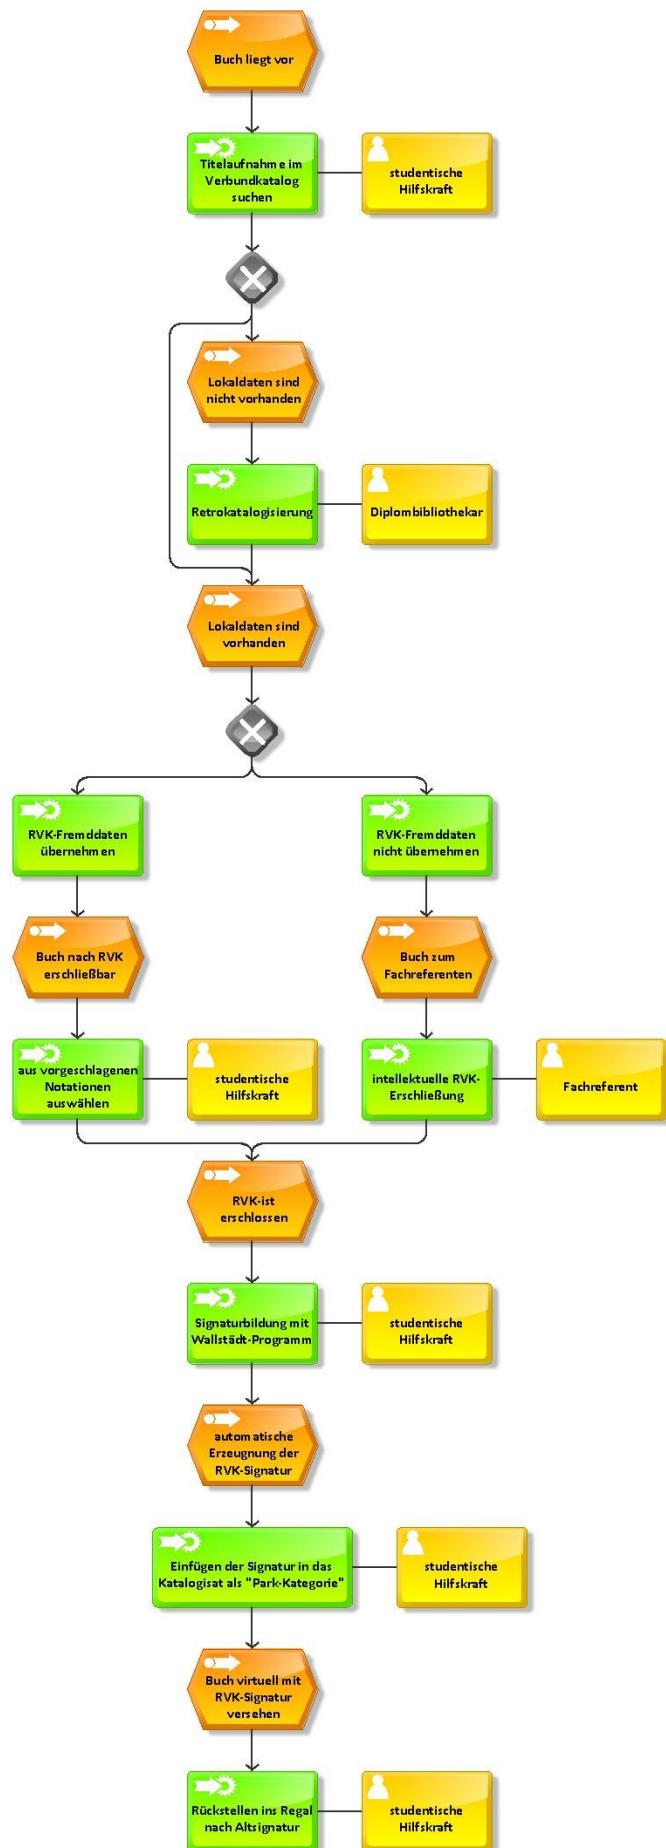 Buch liegt vor
Titelaufnahme im
Verbundkatalog
suchen
studentische
Hilfskraft
Lokaldaten sind
nicht vorhanden
Retrokatalogisierung
Diplombibliothekar
Lokaldaten sind
vorhanden
RVK-Fremddaten
übernehmen
RVK-Fremddaten
nicht übernehmen
Buch nach RVK
erschließbar
Buch zum
Fachreferenten
aus vorgeschlagenen
Notationen
auswählen
studentische
Hilfskraft
intellektuelle RVK-
Erschließung
Fachreferent
RVK-ist
erschlossen
Signaturbildung mit
Wallstädt-Programm
studentische
Hilfskraft
automatische
Erzeugnung der
RVK-Signatur
Einfügen der Signatur in das
Katalogisat als "Park-Kategorie"
studentische
Hilfskraft
Buch virtuell mit
RVK-Signatur
versehen
Rückstellen ins Regal
nach Altsignatur
studentische
Hilfskraft